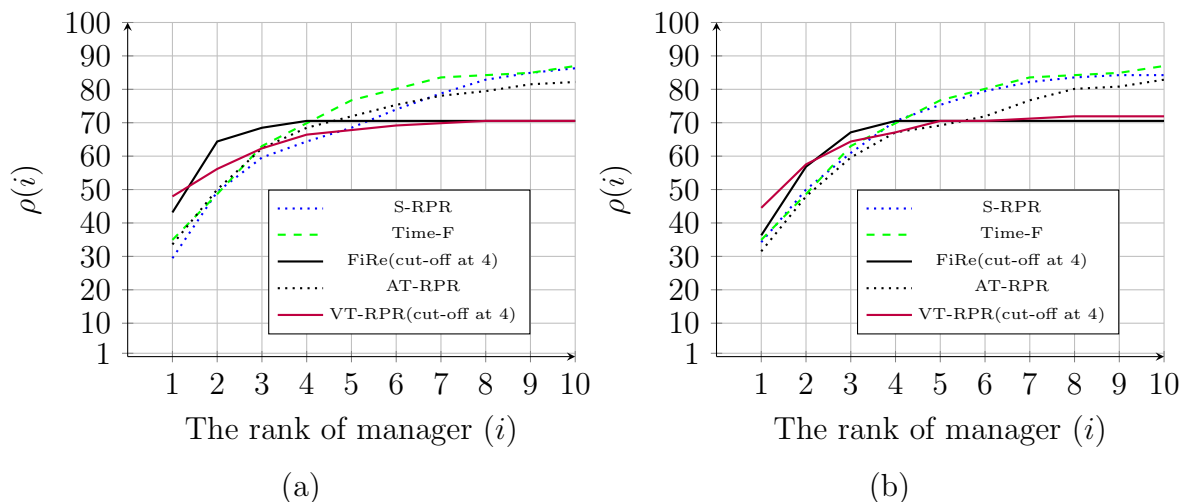 100
90
80
70
60
50
40
30
20
10
1
ρ(i)
S-RPR
Time-F
FiRe(cut-off at 4)
AT-RPR
VT-RPR(cut-off at 4)
1 2 3 4 5 6 7 8 9 10
The rank of manager (i)
(a)
100
90
80
70
60
50
40
30
20
10
1
ρ(i)
S-RPR
Time-F
FiRe(cut-off at 4)
AT-RPR
VT-RPR(cut-off at 4)
1 2 3 4 5 6 7 8 9 10
The rank of manager (i)
(b)